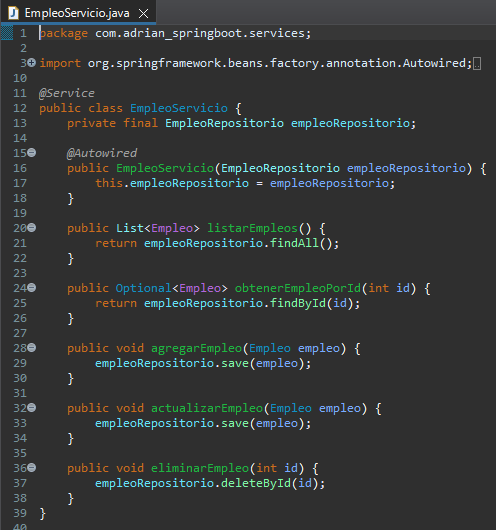 EmpleoServicio.java
1 package com.adrian_springboot.services;
2
3 import org.springframework.beans.factory.annotation.Autowired;
10
11 @Service
12 public class EmpleoServicio {
13     private final EmpleoRepositorio empleoRepositorio;
14
15     @Autowired
16     public EmpleoServicio(EmpleoRepositorio empleoRepositorio) {
17         this.empleoRepositorio = empleoRepositorio;
18     }
19
20     public List<Empleo> listarEmpleos() {
21         return empleoRepositorio.findAll();
22     }
23
24     public Optional<Empleo> obtenerEmpleoPorId(int id) {
25         return empleoRepositorio.findById(id);
26     }
27
28     public void agregarEmpleo(Empleo empleo) {
29         empleoRepositorio.save(empleo);
30     }
31
32     public void actualizarEmpleo(Empleo empleo) {
33         empleoRepositorio.save(empleo);
34     }
35
36     public void eliminarEmpleo(int id) {
37         empleoRepositorio.deleteById(id);
38     }
39 }
40